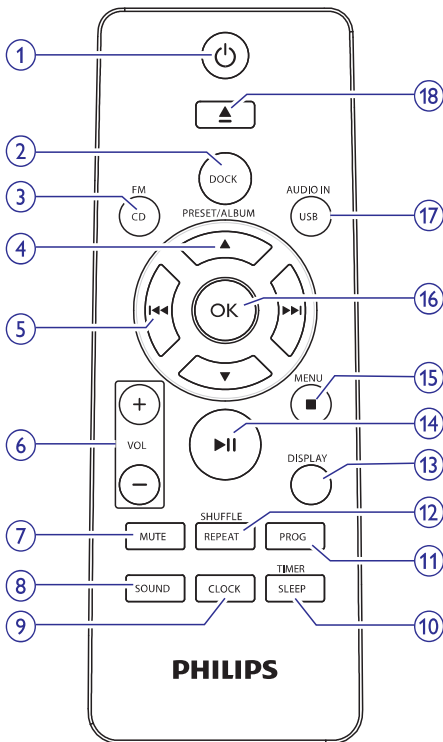 1
18
2
DOCK
FM
3
CD
AUDIO IN
USB
17
PRESET/ALBUM
4
OK
16
5
MENU
15
+
6
VOL
−
14
DISPLAY
13
SHUFFLE
12
7
MUTE
REPEAT
PROG
11
TIMER
8
SOUND
CLOCK
SLEEP
9
10
PHILIPS